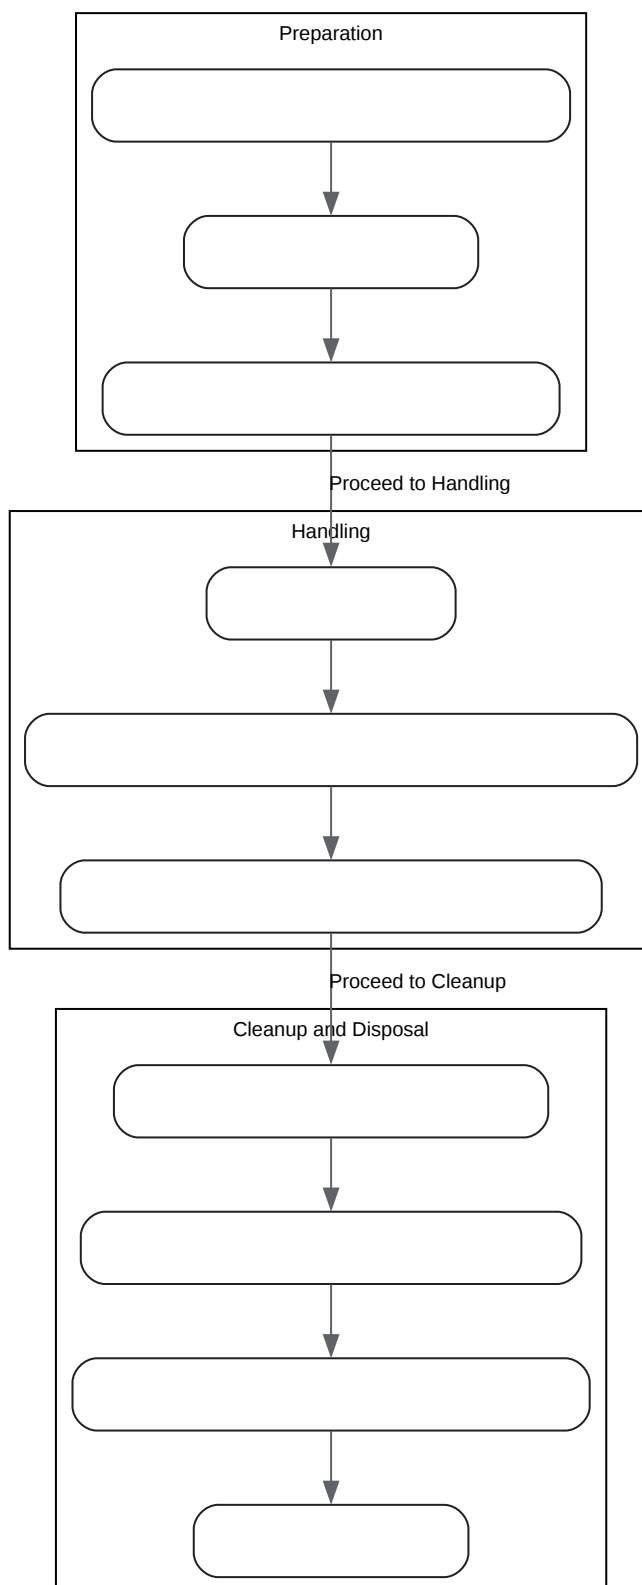 Preparation
Proceed to Handling
Handling
Proceed to Cleanup
Cleanup and Disposal